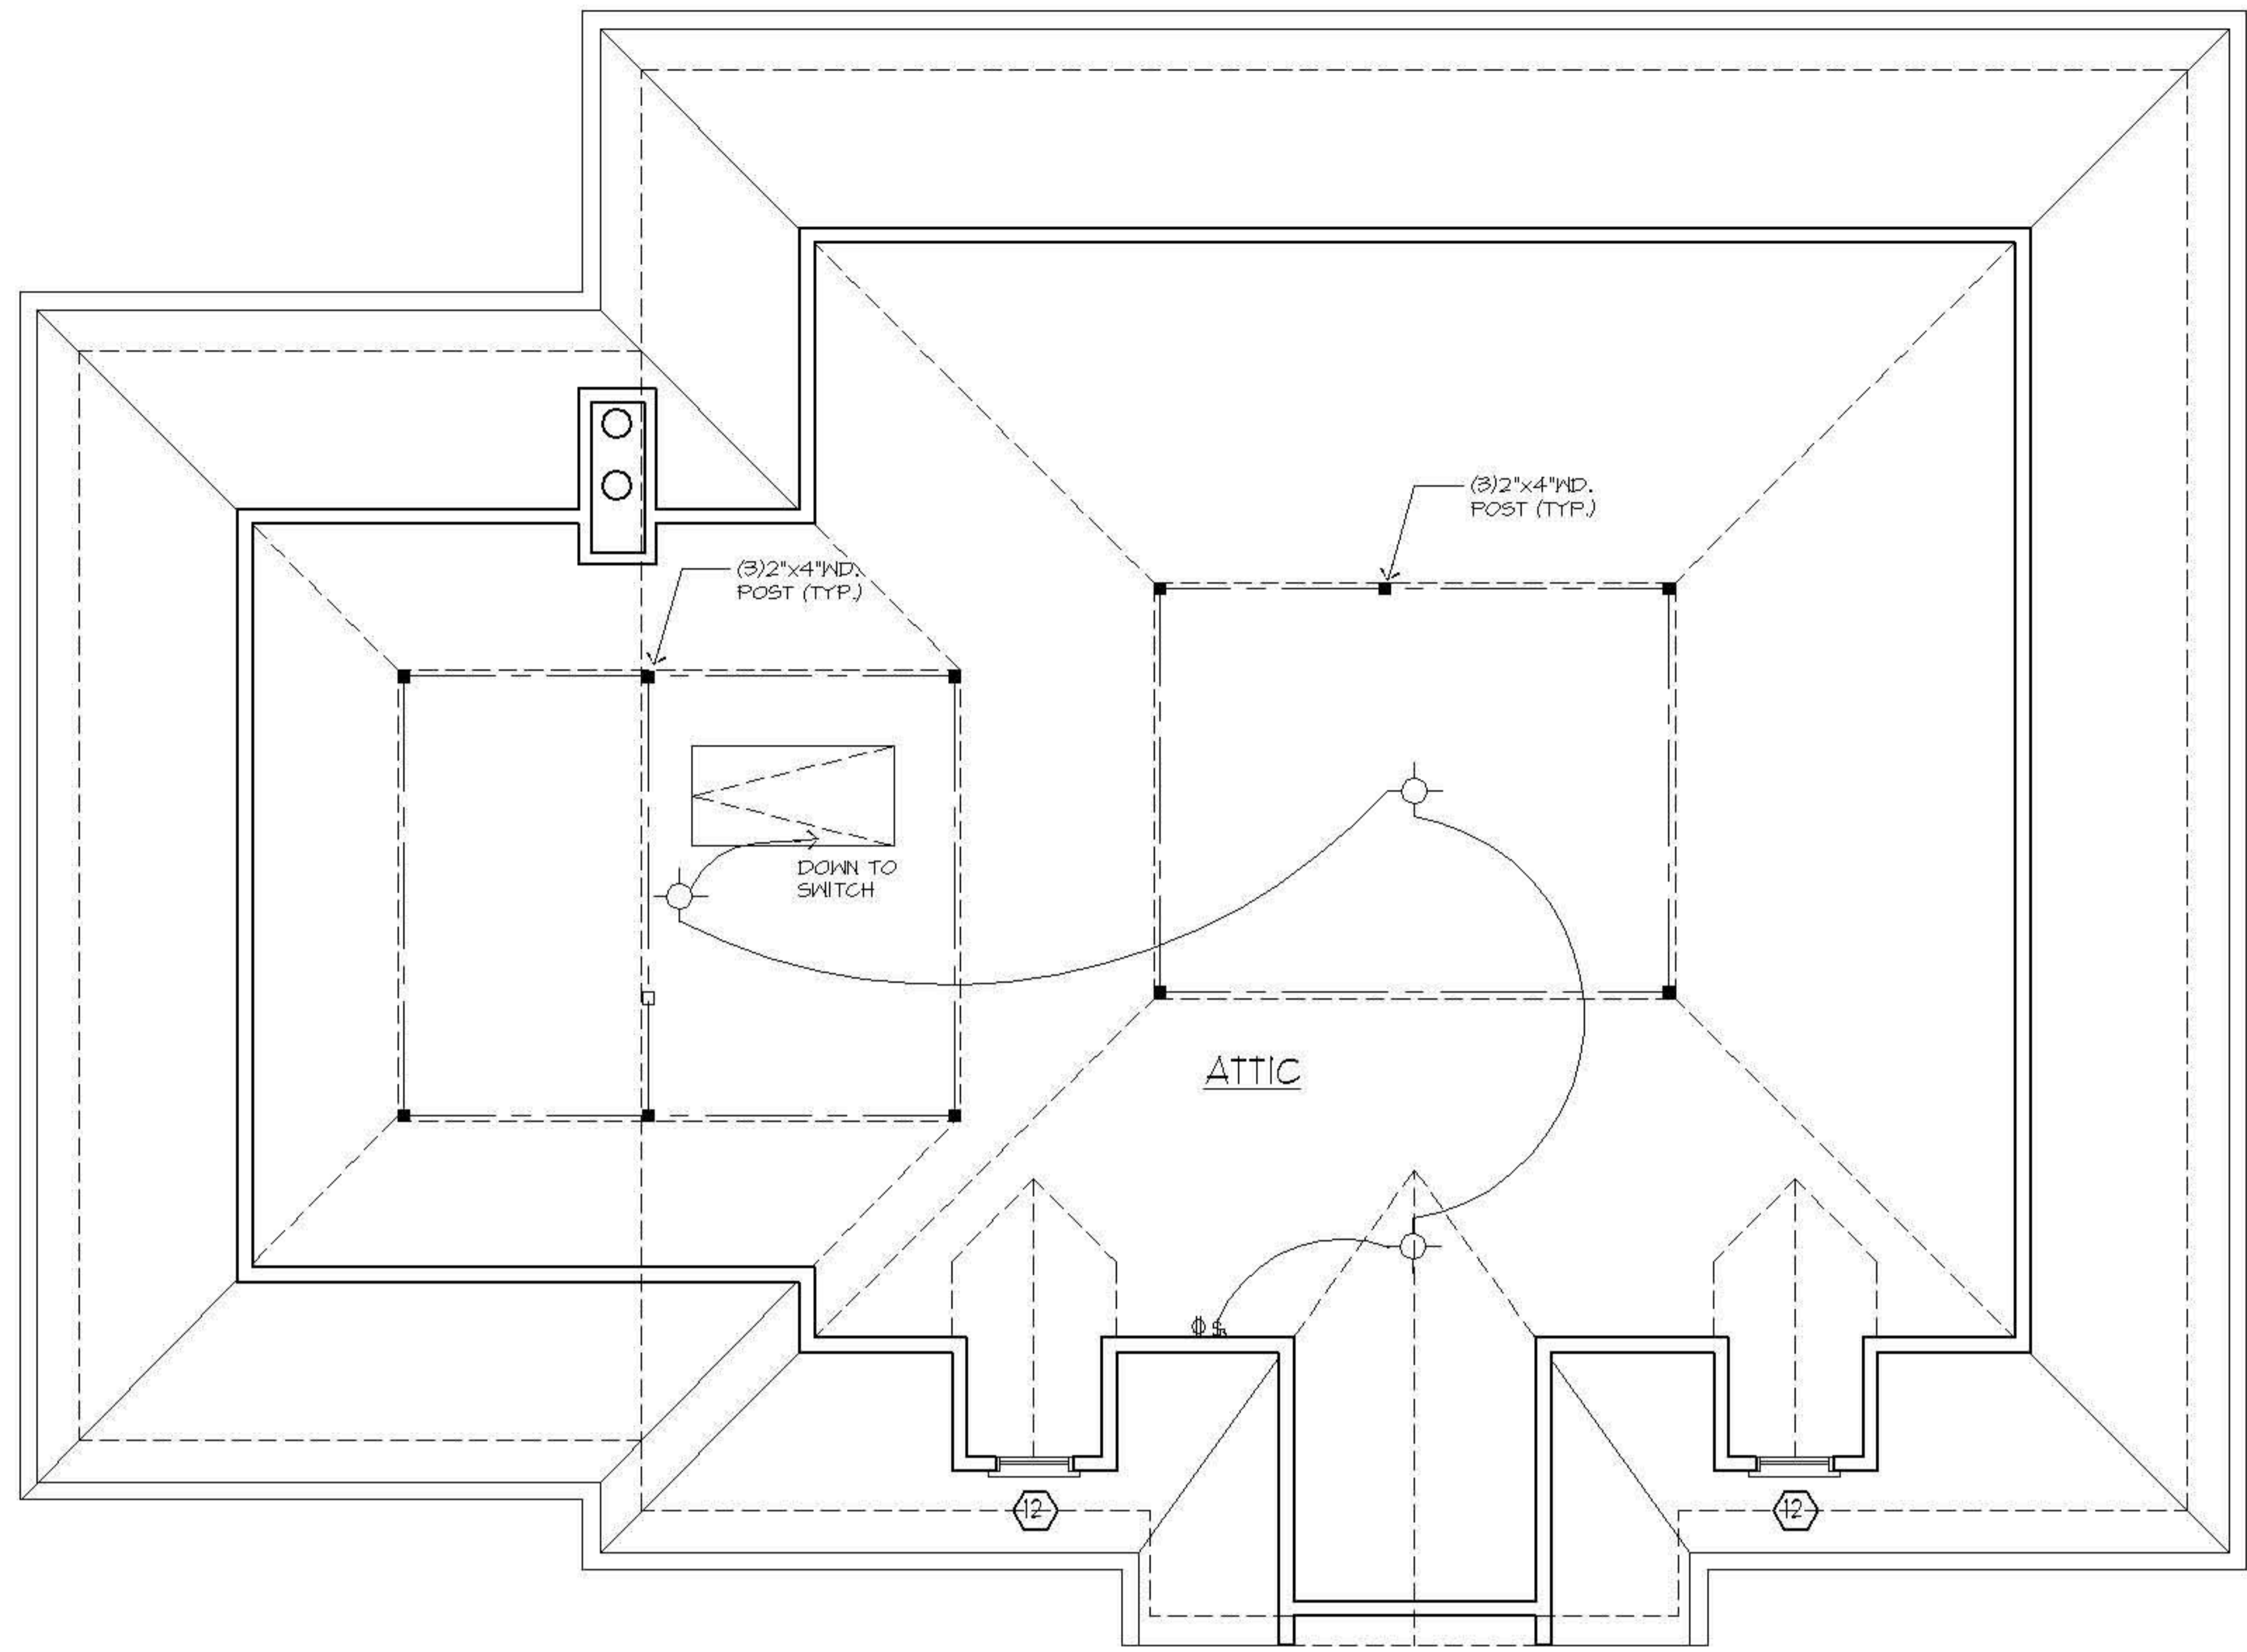 (3)2"x4"WD.
POST (TYP.)
(3)2"x4"WD.
POST (TYP.)
DOWN TO
SWITCH
ATTIC
12
12